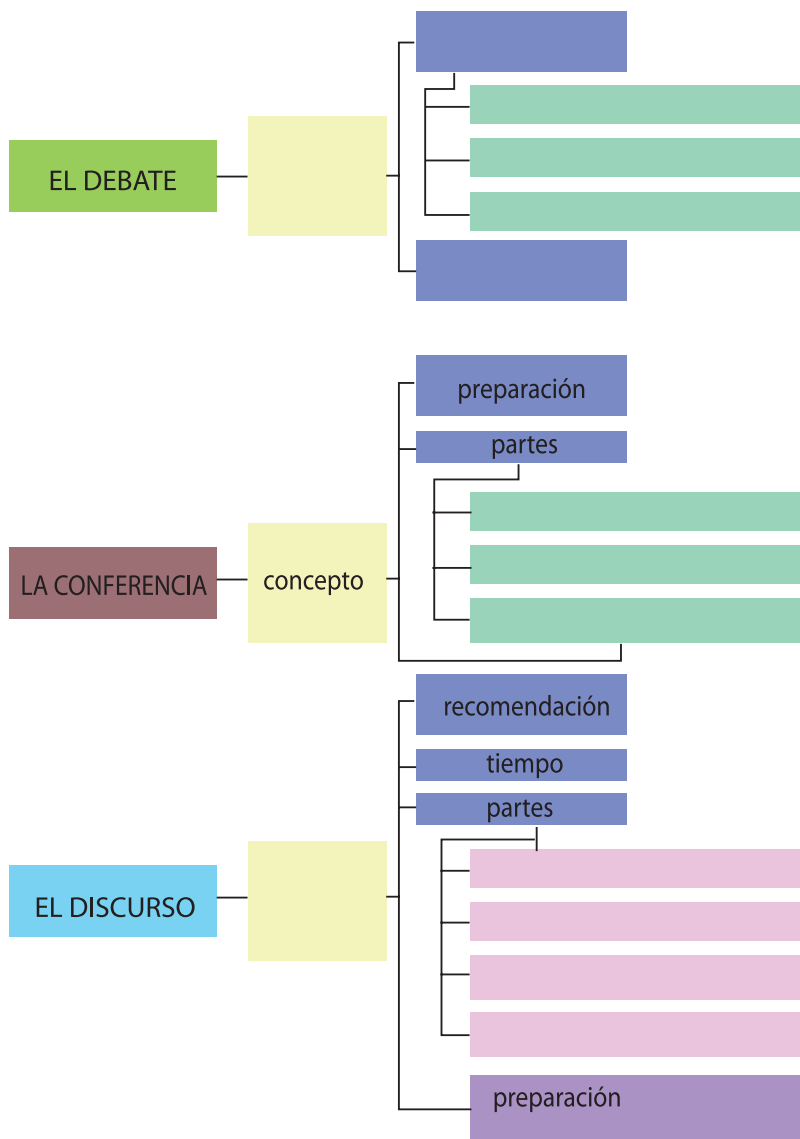 EL DEBATE
LA CONFERENCIA
concepto
preparación
partes
EL DISCURSO
recomendación
tiempo
partes
preparación